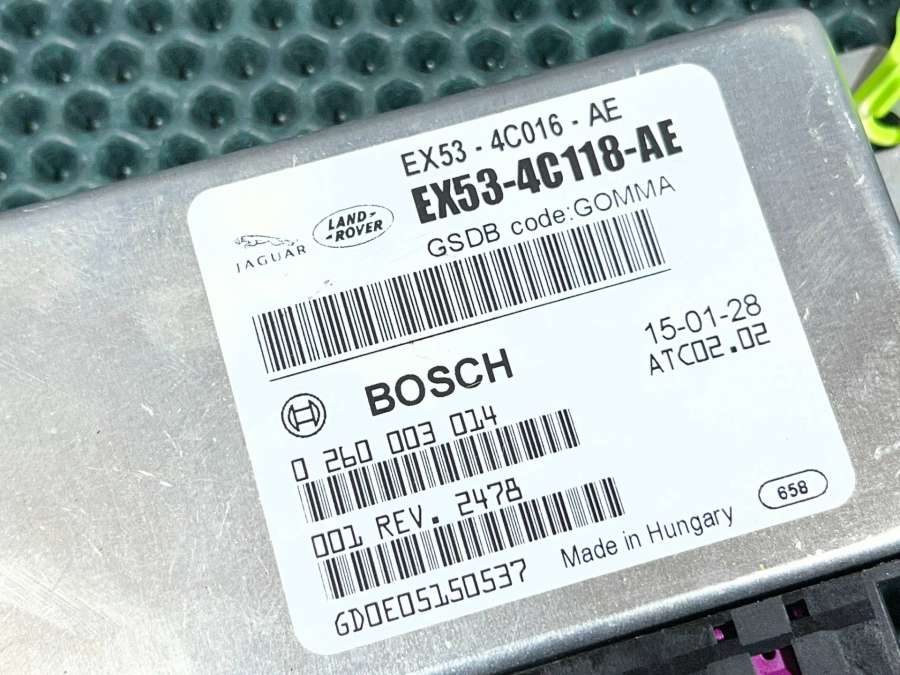 EX53 - 4C016 - AE
EX53-4C118-AE
GSDB code:GOMMA
JAGUAR
LAND-
-ROVER
15-01-28
ATC02.02
BOSCH
0 260 003 014
001 REV. 2478
GD0E05150537
Made in Hungary
658